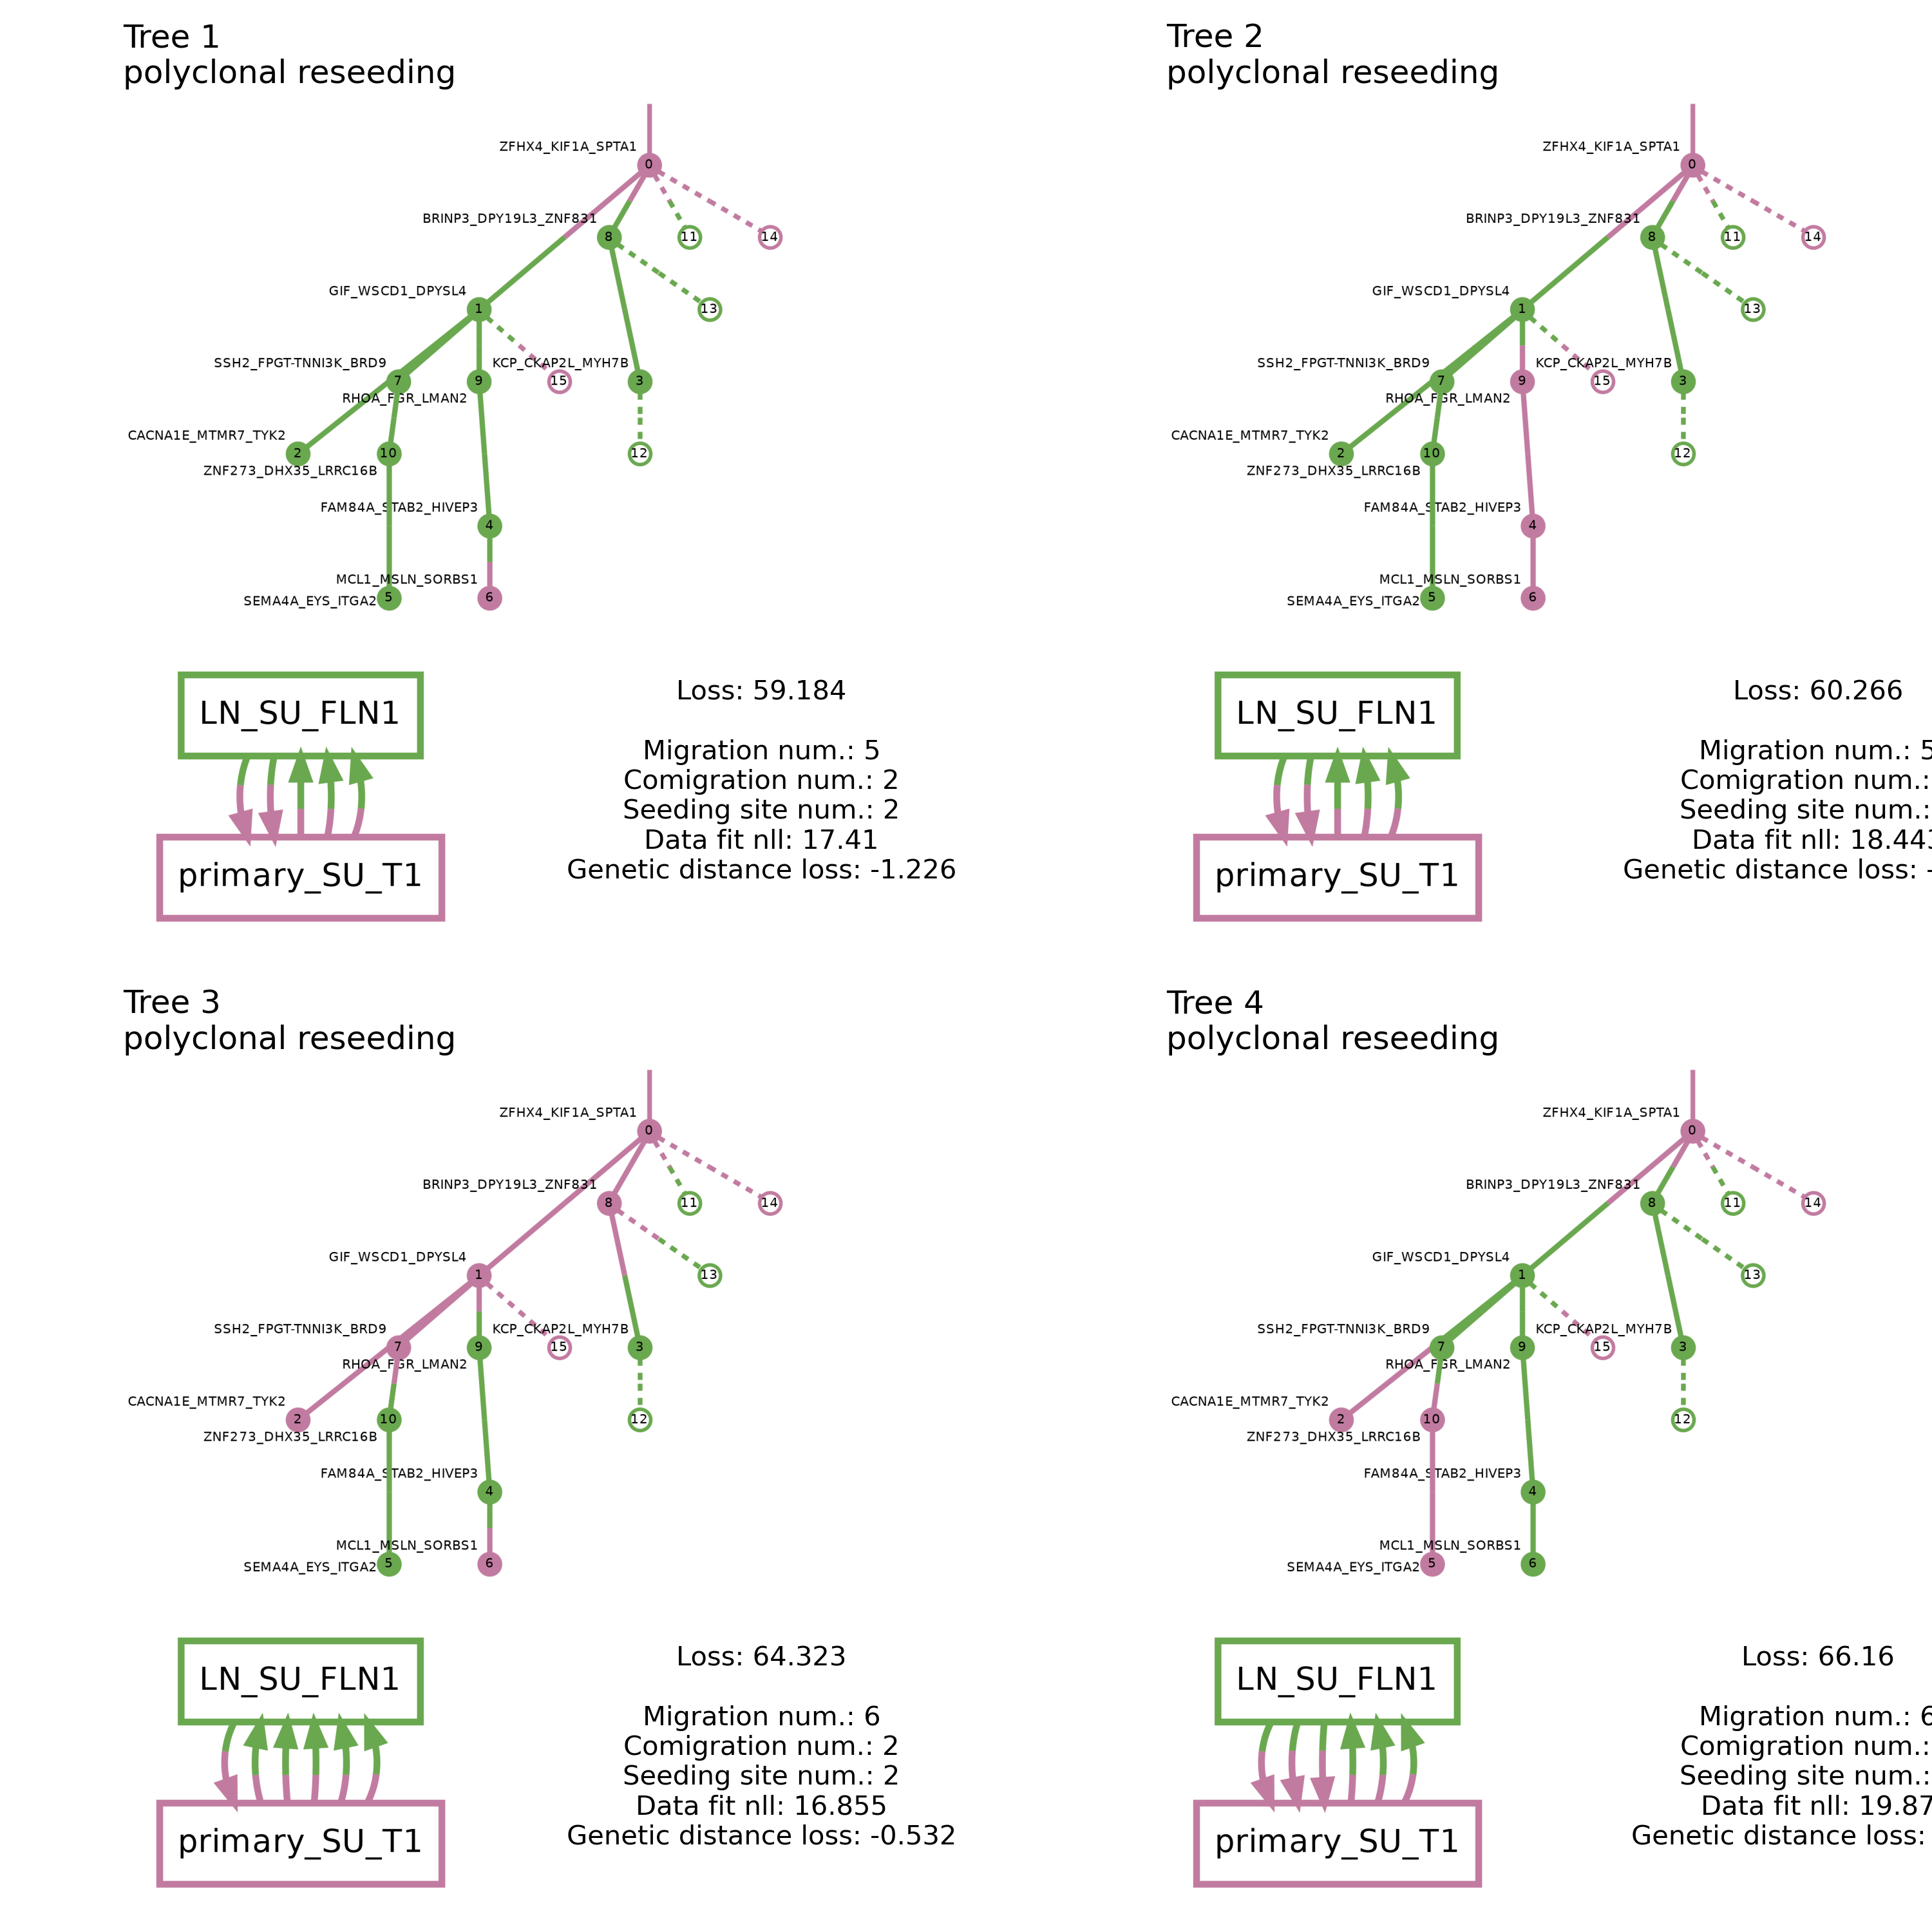 Tree 1
polyclonal reseeding
ZFHX4_KIF1A_SPTA1
0
BRINP3_DPY19L3_ZNF831
8
11
14
GIF_WSCD1_DPYSL4
1
13
SSH2_FPGT-TNNI3K_BRD9
7
9
KCP_CKAP2L_MYH7B
15
3
RHOA_FGR_LMAN2
CACNA1E_MTMR7_TYK2
2
10
12
ZNF273_DHX35_LRRC16B
FAM84A_STAB2_HIVEP3
4
MCL1_MSLN_SORBS1
SEMA4A_EYS_ITGA2
5
6
LN_SU_FLN1
primary_SU_T1
Loss: 59.184
Migration num.: 5
Comigration num.: 2
Seeding site num.: 2
Data fit nll: 17.41
Genetic distance loss: -1.226
Tree 2
polyclonal reseeding
ZFHX4_KIF1A_SPTA1
0
BRINP3_DPY19L3_ZNF831
8
11
14
GIF_WSCD1_DPYSL4
1
13
SSH2_FPGT-TNNI3K_BRD9
7
9
KCP_CKAP2L_MYH7B
15
3
RHOA_FGR_LMAN2
CACNA1E_MTMR7_TYK2
2
10
12
ZNF273_DHX35_LRRC16B
FAM84A_STAB2_HIVEP3
4
MCL1_MSLN_SORBS1
SEMA4A_EYS_ITGA2
5
6
LN_SU_FLN1
primary_SU_T1
Loss: 60.266
Migration num.: 5
Comigration num.:
Seeding site num.:
Data fit nll: 18.443
Genetic distance loss: -
Tree 3
polyclonal reseeding
ZFHX4_KIF1A_SPTA1
0
BRINP3_DPY19L3_ZNF831
8
11
14
GIF_WSCD1_DPYSL4
1
13
SSH2_FPGT-TNNI3K_BRD9
7
9
KCP_CKAP2L_MYH7B
15
3
RHOA_FGR_LMAN2
CACNA1E_MTMR7_TYK2
2
10
12
ZNF273_DHX35_LRRC16B
FAM84A_STAB2_HIVEP3
4
MCL1_MSLN_SORBS1
SEMA4A_EYS_ITGA2
5
6
LN_SU_FLN1
primary_SU_T1
Loss: 64.323
Migration num.: 6
Comigration num.: 2
Seeding site num.: 2
Data fit nll: 16.855
Genetic distance loss: -0.532
Tree 4
polyclonal reseeding
ZFHX4_KIF1A_SPTA1
0
BRINP3_DPY19L3_ZNF831
8
11
14
GIF_WSCD1_DPYSL4
1
13
SSH2_FPGT-TNNI3K_BRD9
7
9
KCP_CKAP2L_MYH7B
15
3
RHOA_FGR_LMAN2
CACNA1E_MTMR7_TYK2
2
10
12
ZNF273_DHX35_LRRC16B
FAM84A_STAB2_HIVEP3
4
MCL1_MSLN_SORBS1
SEMA4A_EYS_ITGA2
5
6
LN_SU_FLN1
primary_SU_T1
Loss: 66.16
Migration num.: 6
Comigration num.:
Seeding site num.:
Data fit nll: 19.87
Genetic distance loss: